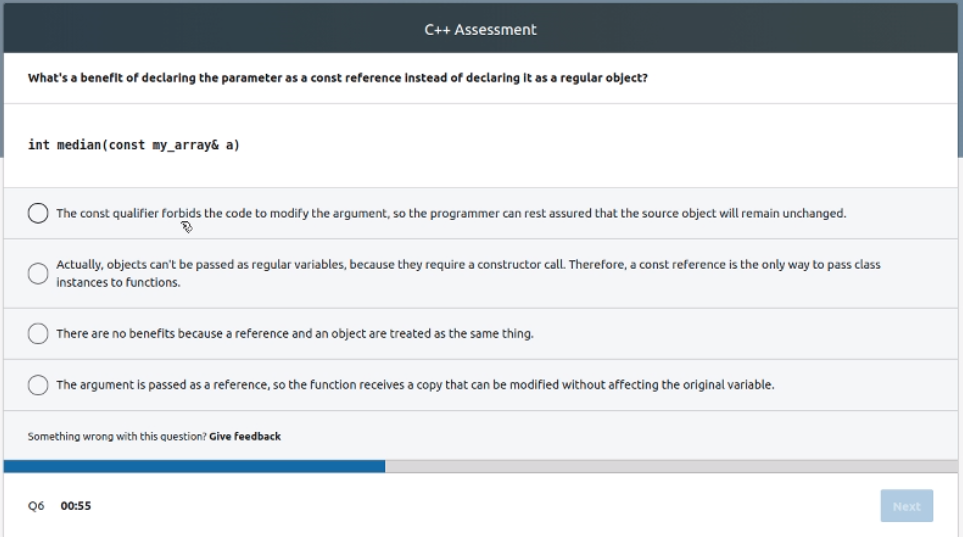 C++ Assessment
What's a benefit of declaring the parameter as a const reference instead of declaring it as a regular object?
int median(const my_array& a)
The const qualifier forbids the code to modify the argument, so the programmer can rest assured that the source object will remain unchanged.
Actually, objects can't be passed as regular variables, because they require a constructor call. Therefore, a const reference is the only way to pass class
instances to functions.
There are no benefits because a reference and an object are treated as the same thing.
The argument is passed as a reference, so the function receives a copy that can be modified without affecting the original variable.
Something wrong with this question? Give feedback
Q6 00:55
Next